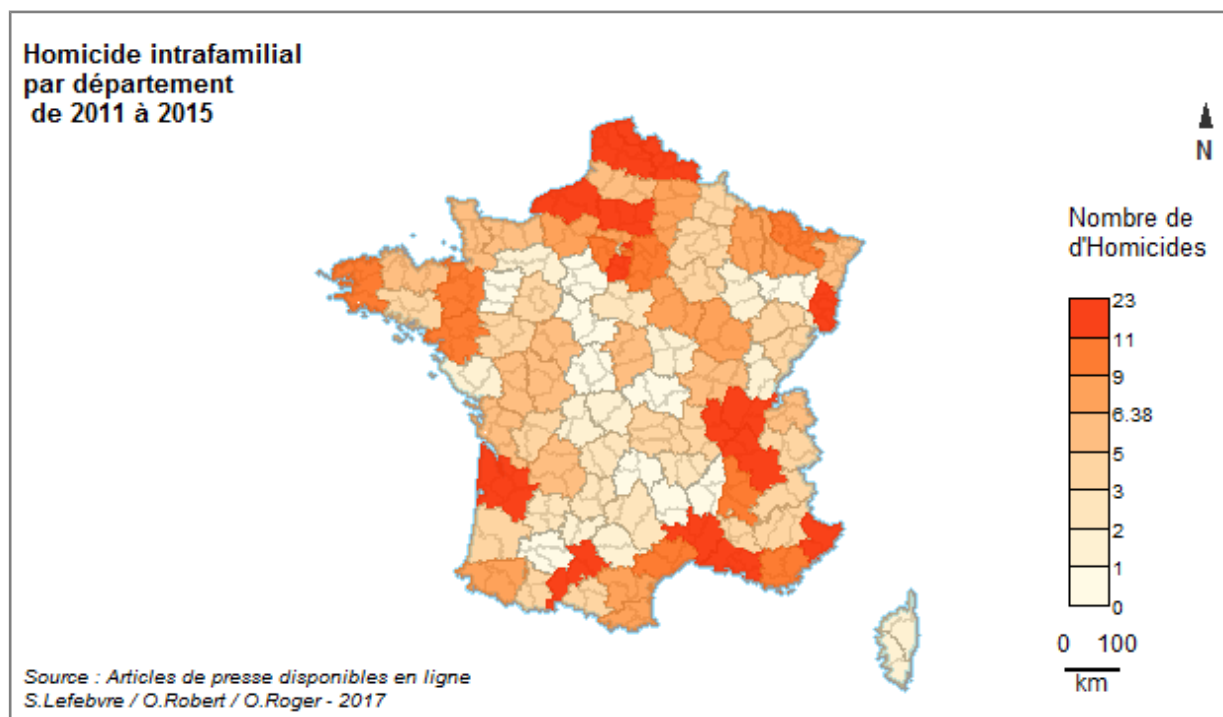 Homicide intrafamilial
par département
de 2011 à 2015
N
Nombre de
d'Homicides
23
11
9
6.38
5
3
2
1
0
0 100
km
Source : Articles de presse disponibles en ligne
S.Lefebvre / O.Robert / O.Roger - 2017